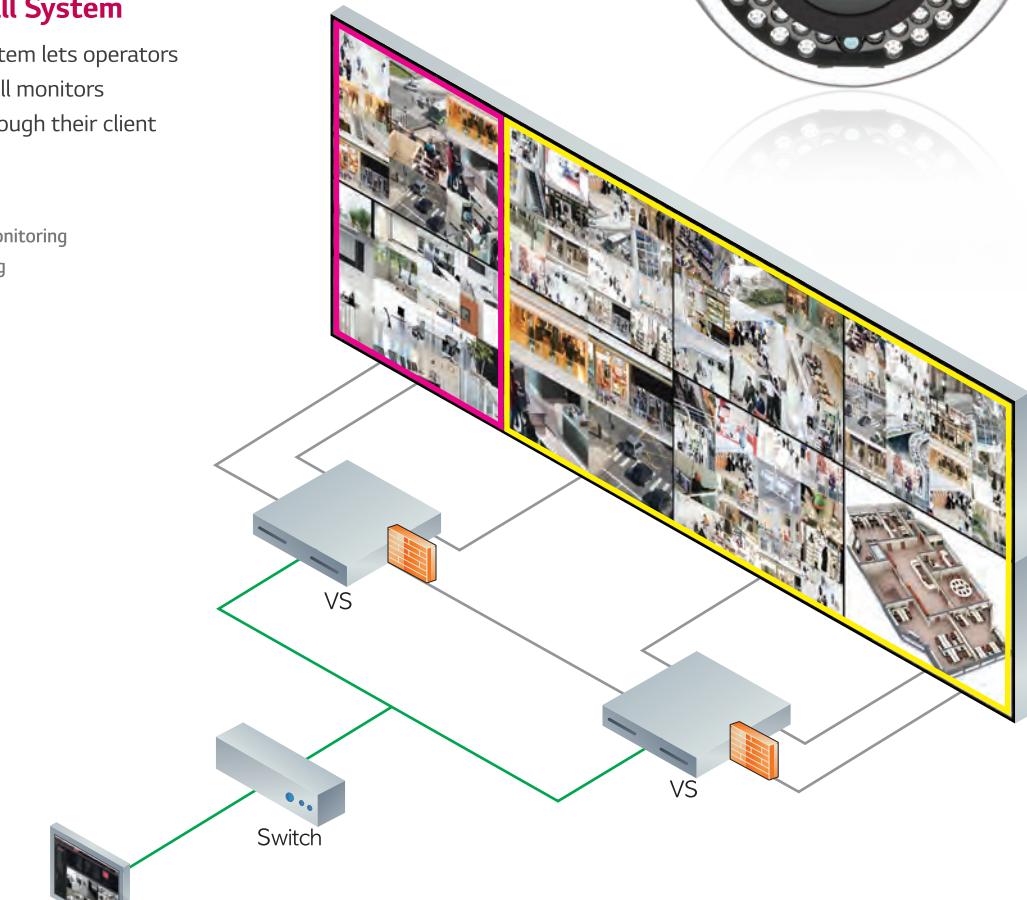 ll System
tem lets operators
ll monitors
ough their client
onitoring
g
VS
VS
Switch